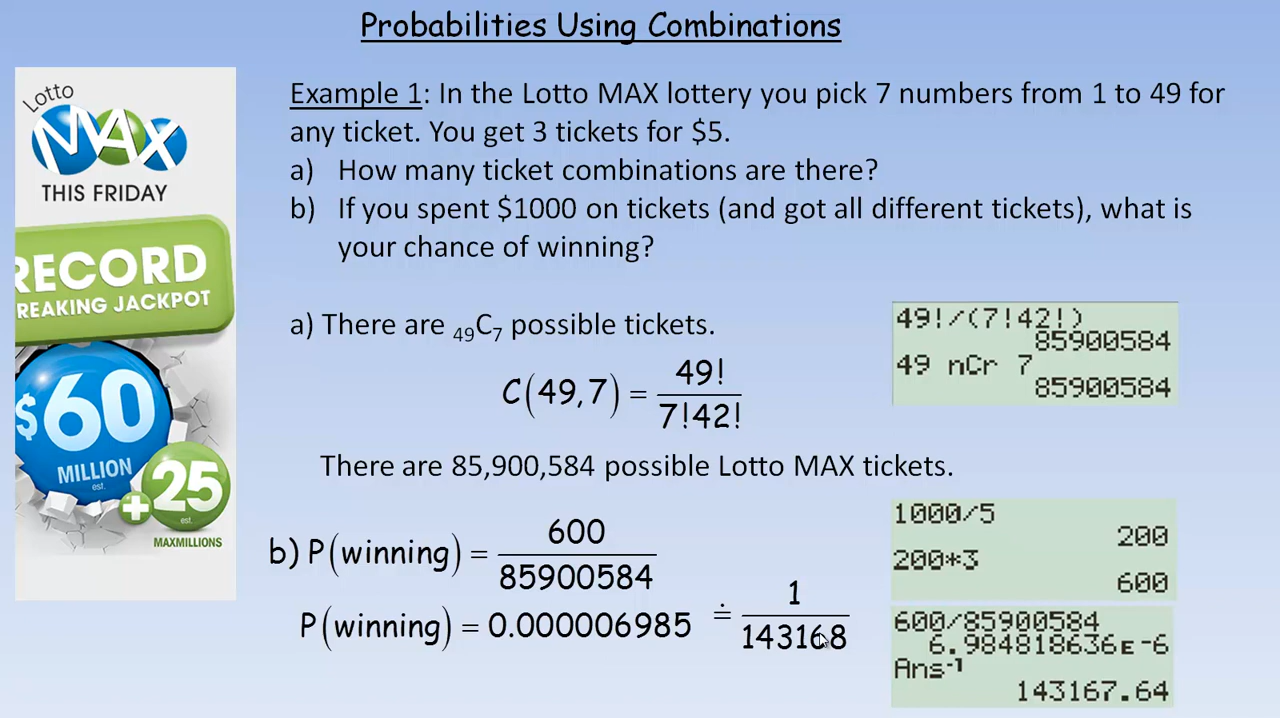 Probabilities Using Combinations
Lotto
MAX
THIS FRIDAY
RECORD
REAKING JACKPOT
$60
MILLION
est.
+25
est.
MAXMILLIONS
Example 1: In the Lotto MAX lottery you pick 7 numbers from 1 to 49 for
any ticket. You get 3 tickets for $5.
a) How many ticket combinations are there?
b) If you spent $1000 on tickets (and got all different tickets), what is
your chance of winning?
a) There are ₄₉C₇ possible tickets.
C(49,7) = 49! / 7!42!
49!/(7!42!)
85900584
49 nCr 7
85900584
There are 85,900,584 possible Lotto MAX tickets.
b) P(winning) = 600 / 85900584
P(winning) = 0.000006985 ≐ 1 / 143168
1000/5
200
200*3
600
600/85900584
6.984818636E-6
Ans⁻¹
143167.64